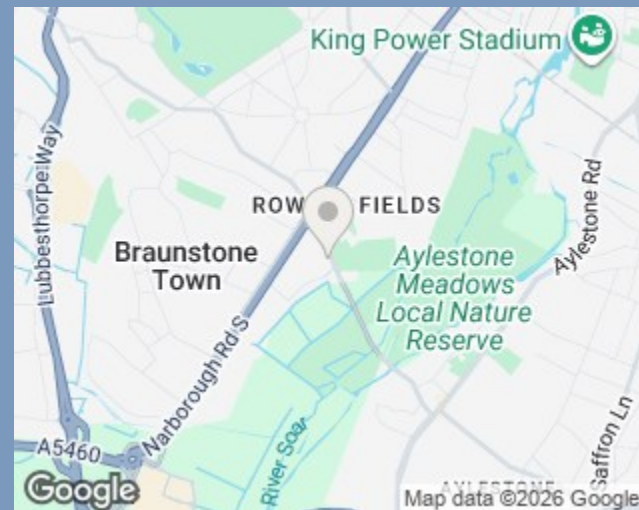 King Power Stadium
Lubbesthorpe Way
ROW FIELDS
Aylestone Rd
Braunstone
Town
Aylestone
Meadows
Local Nature
Reserve
Narborough Rd S
Saffron Ln
A5460
River Soar
AYLESTONE
Google
Map data ©2026 Google